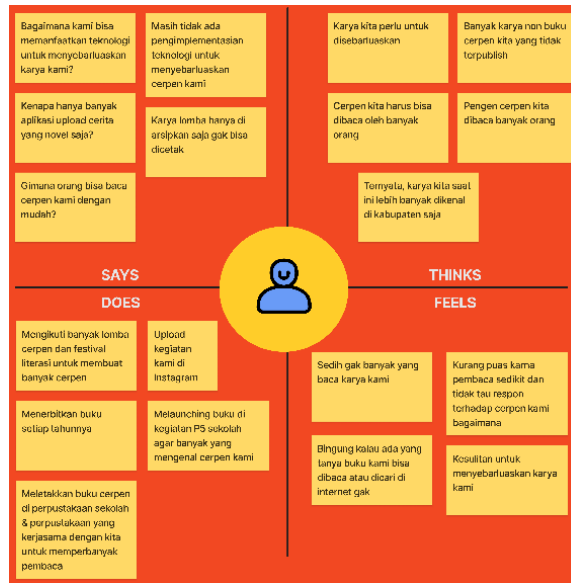 Bagaimana kami bisa
memanfaatkan teknologi
untuk menyebarluaskan
karya kami?
Masih tidak ada
pengimplementasian
teknologi untuk
menyebarluaskan
cerpen kami
Kenapa hanya banyak
aplikasi upload cerita
yang novel saja?
Karya lomba hanya di
arsipkan saja gak bisa
dicetak
Gimana orang bisa baca
cerpen kami dengan
mudah?
Karya kita perlu untuk
disebarluaskan
Banyak karya non buku
cerpen kita yang tidak
terpublish
Cerpen kita harus bisa
dibaca oleh banyak
orang
Pengen cerpen kita
dibaca banyak orang
Ternyata, karya kita saat
ini lebih banyak dikenal
di kabupaten saja
SAYS
THINKS
DOES
FEELS
Mengikuti banyak lomba
cerpen dan festival
literasi untuk membuat
banyak cerpen
Upload
kegiatan
kami di
Instagram
Menerbitkan buku
setiap tahunnya
Melaunching buku di
kegiatan P5 sekolah
agar banyak yang
mengenal cerpen kami
Meletakkan buku cerpen
di perpustakaan sekolah
& perpustakaan yang
kerjasama dengan kita
untuk memperbanyak
pembaca
Sedih gak banyak yang
baca karya kami
Kurang puas karna
pembaca sedikit dan
tidak tau respon
terhadap cerpen kami
bagaimana
Bingung kalau ada yang
tanya buku kami bisa
dibaca atau dicari di
internet gak
Kesulitan untuk
menyebarluaskan karya
kami